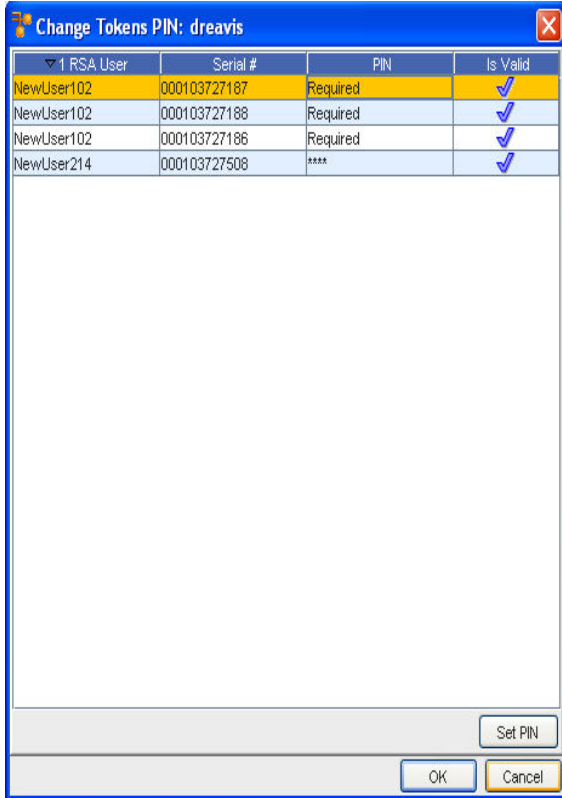 Change Tokens PIN: dreavis
1 RSA User Serial # PIN Is Valid
NewUser102 000103727187 Required
NewUser102 000103727188 Required
NewUser102 000103727186 Required
NewUser214 000103727508 ****
Set PIN
OK Cancel